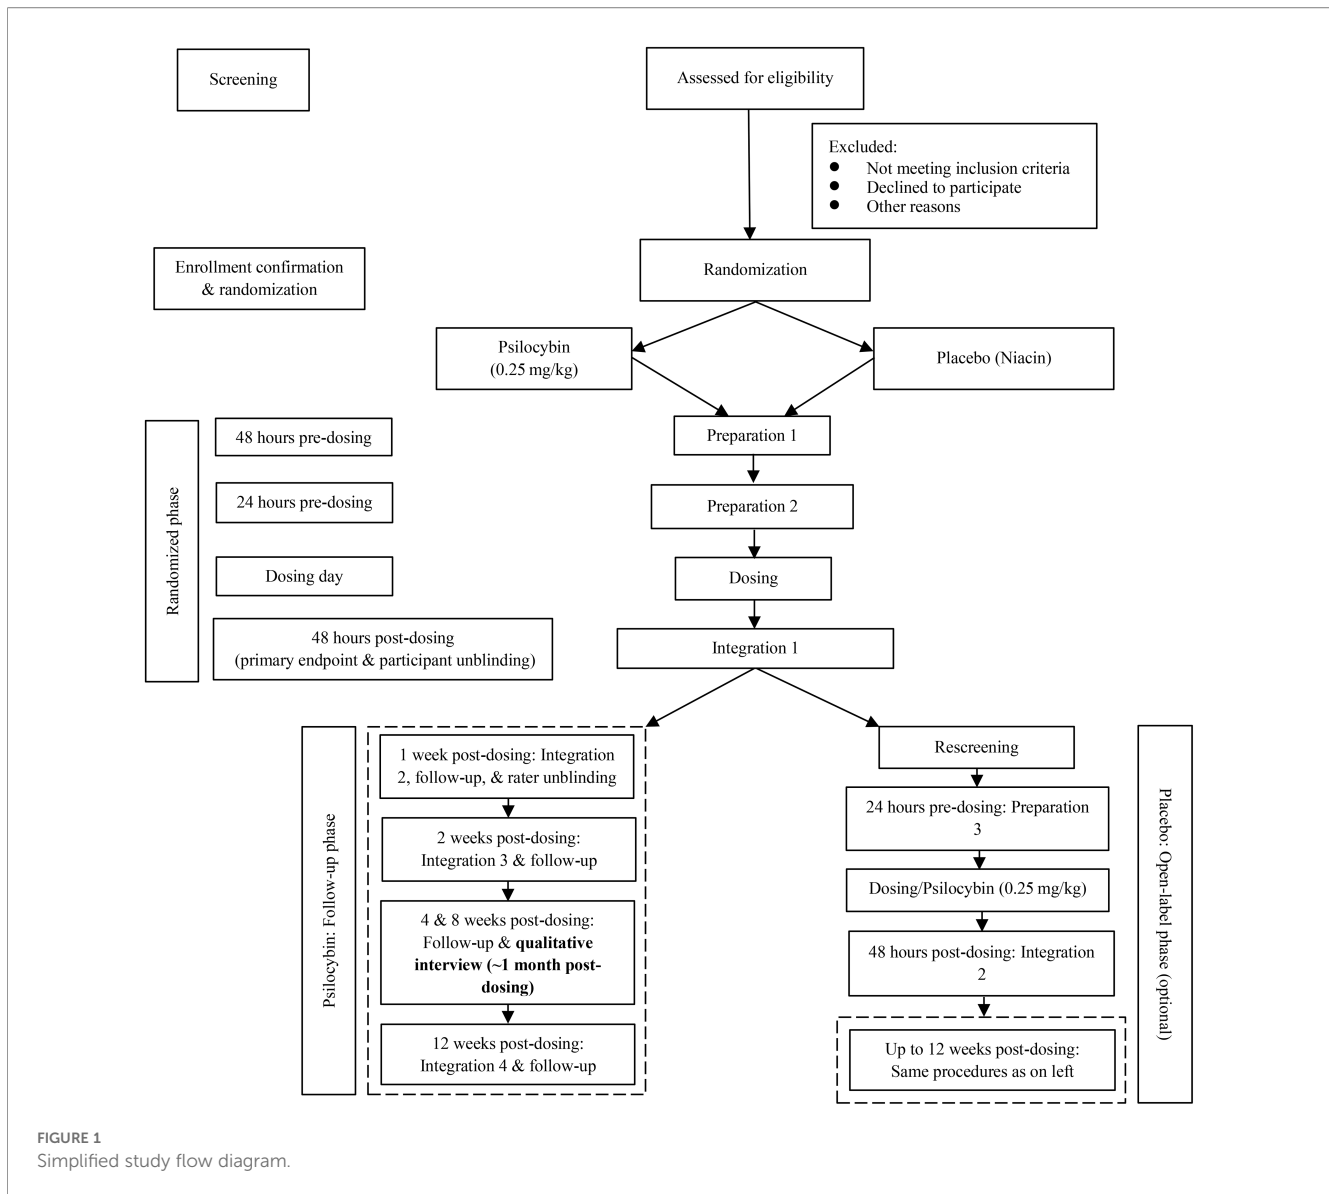 Screening
Assessed for eligibility
Excluded:
● Not meeting inclusion criteria
● Declined to participate
● Other reasons
Enrollment confirmation
& randomization
Randomization
Psilocybin
(0.25 mg/kg)
Placebo (Niacin)
Randomized phase
48 hours pre-dosing
Preparation 1
24 hours pre-dosing
Preparation 2
Dosing day
Dosing
48 hours post-dosing
(primary endpoint & participant unblinding)
Integration 1
Psilocybin: Follow-up phase
1 week post-dosing: Integration
2, follow-up, & rater unblinding
2 weeks post-dosing:
Integration 3 & follow-up
4 & 8 weeks post-dosing:
Follow-up & qualitative
interview (~1 month post-
dosing)
12 weeks post-dosing:
Integration 4 & follow-up
Rescreening
24 hours pre-dosing: Preparation
3
Dosing/Psilocybin (0.25 mg/kg)
48 hours post-dosing: Integration
2
Up to 12 weeks post-dosing:
Same procedures as on left
Placebo: Open-label phase (optional)
FIGURE 1
Simplified study flow diagram.